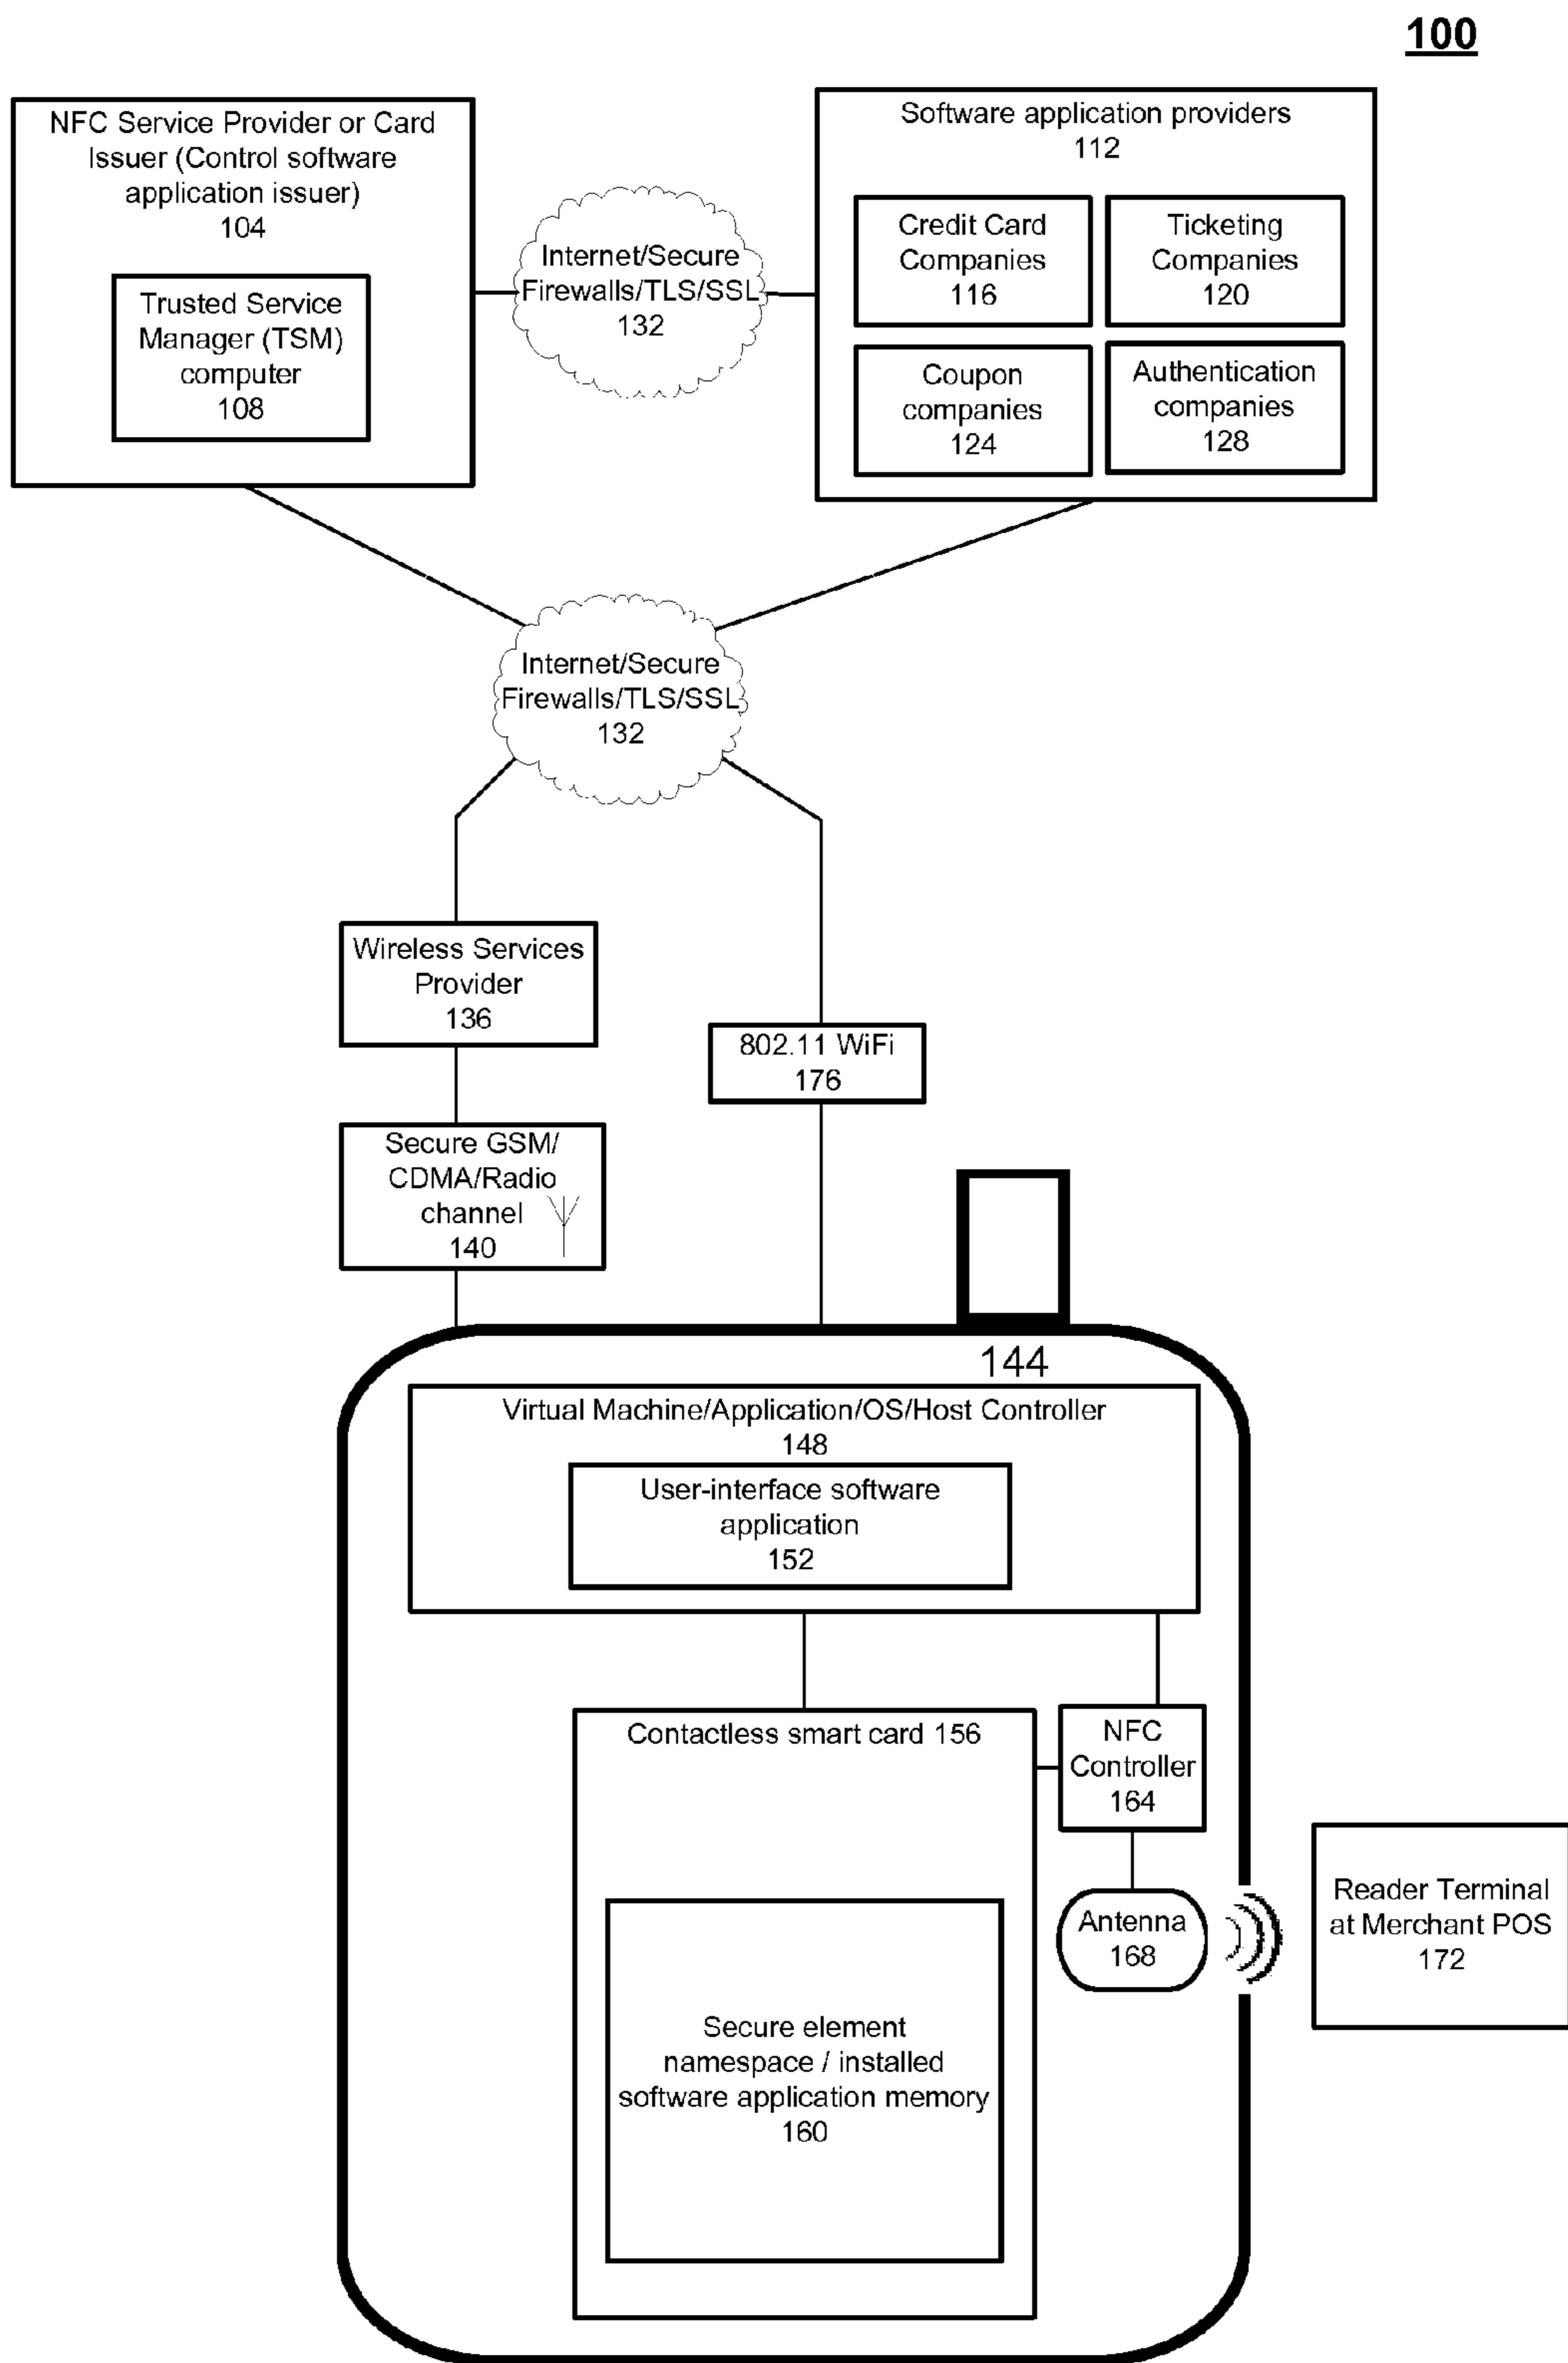 100
NFC Service Provider or Card
Issuer (Control software
application issuer)
104
Trusted Service
Manager (TSM)
computer
108
Internet/Secure
Firewalls/TLS/SSL
132
Software application providers
112
Credit Card
Companies
116
Ticketing
Companies
120
Coupon
companies
124
Authentication
companies
128
Internet/Secure
Firewalls/TLS/SSL
132
Wireless Services
Provider
136
802.11 WiFi
176
Secure GSM/
CDMA/Radio
channel
140
144
Virtual Machine/Application/OS/Host Controller
148
User-interface software
application
152
Contactless smart card 156
NFC
Controller
164
Antenna
168
Reader Terminal
at Merchant POS
172
Secure element
namespace / installed
software application memory
160